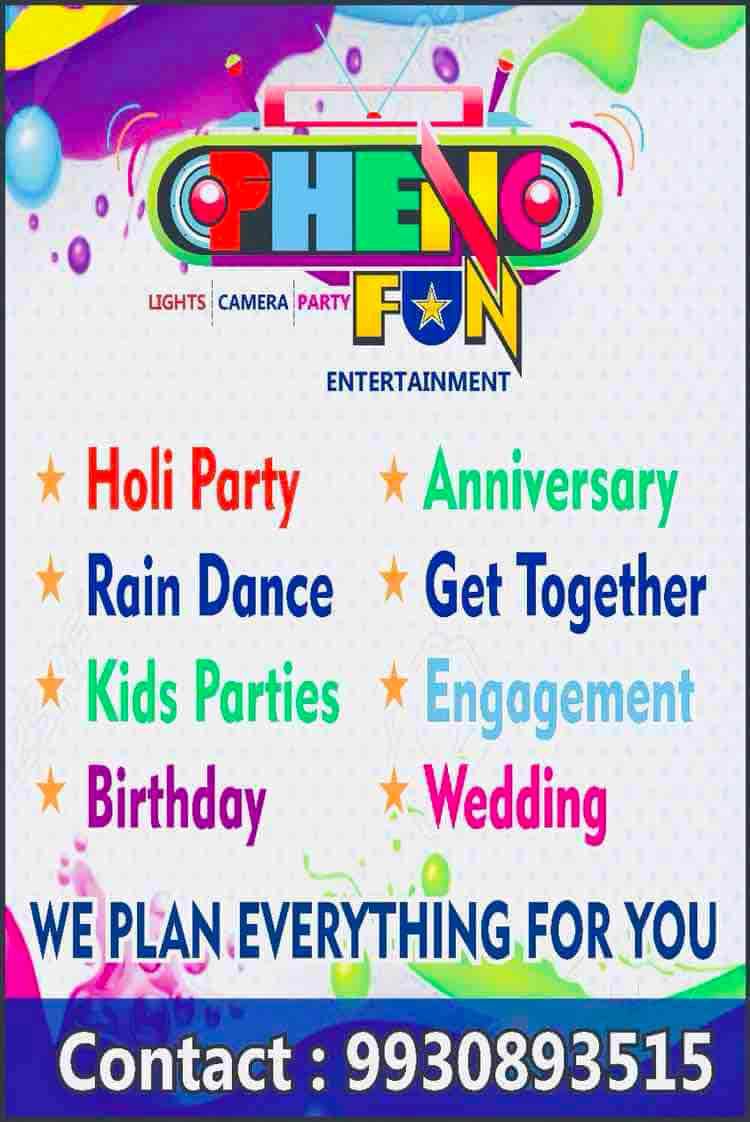 PHENO
LIGHTS CAMERA PARTY FUN
ENTERTAINMENT
Holi Party
Anniversary
Rain Dance
Get Together
Kids Parties
Engagement
Birthday
Wedding
WE PLAN EVERYTHING FOR YOU
Contact : 9930893515